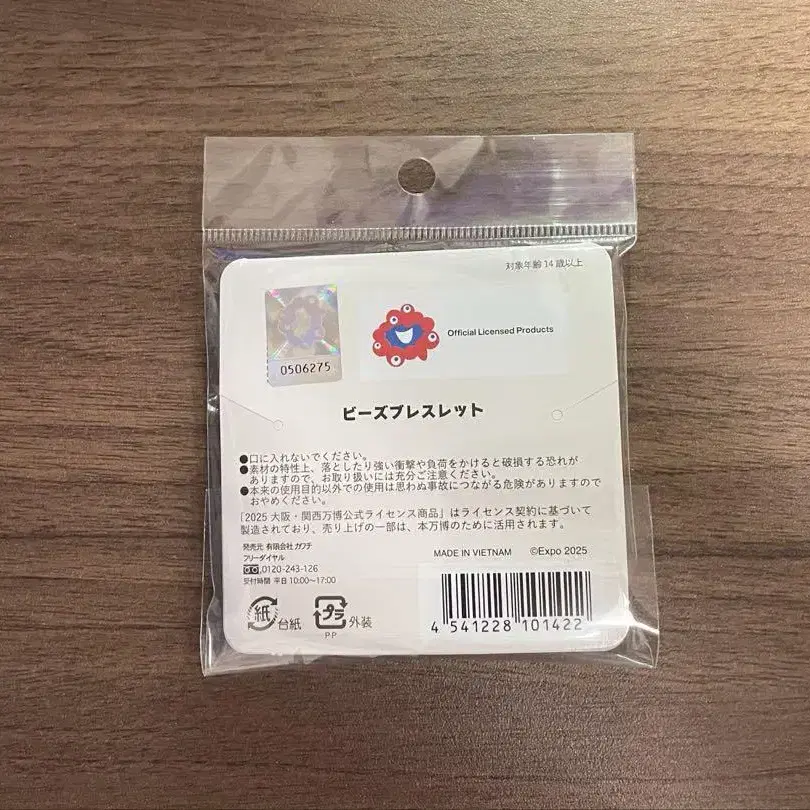 対象年齢14歳以上
0506275
Official Licensed Products
ビーズブレスレット
●口に入れないでください。
●素材の特性上、落としたり強い衝撃や負荷をかけると破損する恐れが
ありますので、お取り扱いには充分ご注意ください。
●本来の使用目的以外での使用は思わぬ事故につながる危険がありますので
おやめください。
「2025 大阪・関西万博公式ライセンス商品」はライセンス契約に基づいて
製造されており、売り上げの一部は、本万博のために活用されます。
発売元 有限会社 カワチ
フリーダイヤル
0120-243-126
受付時間 平日 10:00～17:00
MADE IN VIETNAM ©Expo 2025
紙 台紙 プラ 外装
PP
4 541228 101422